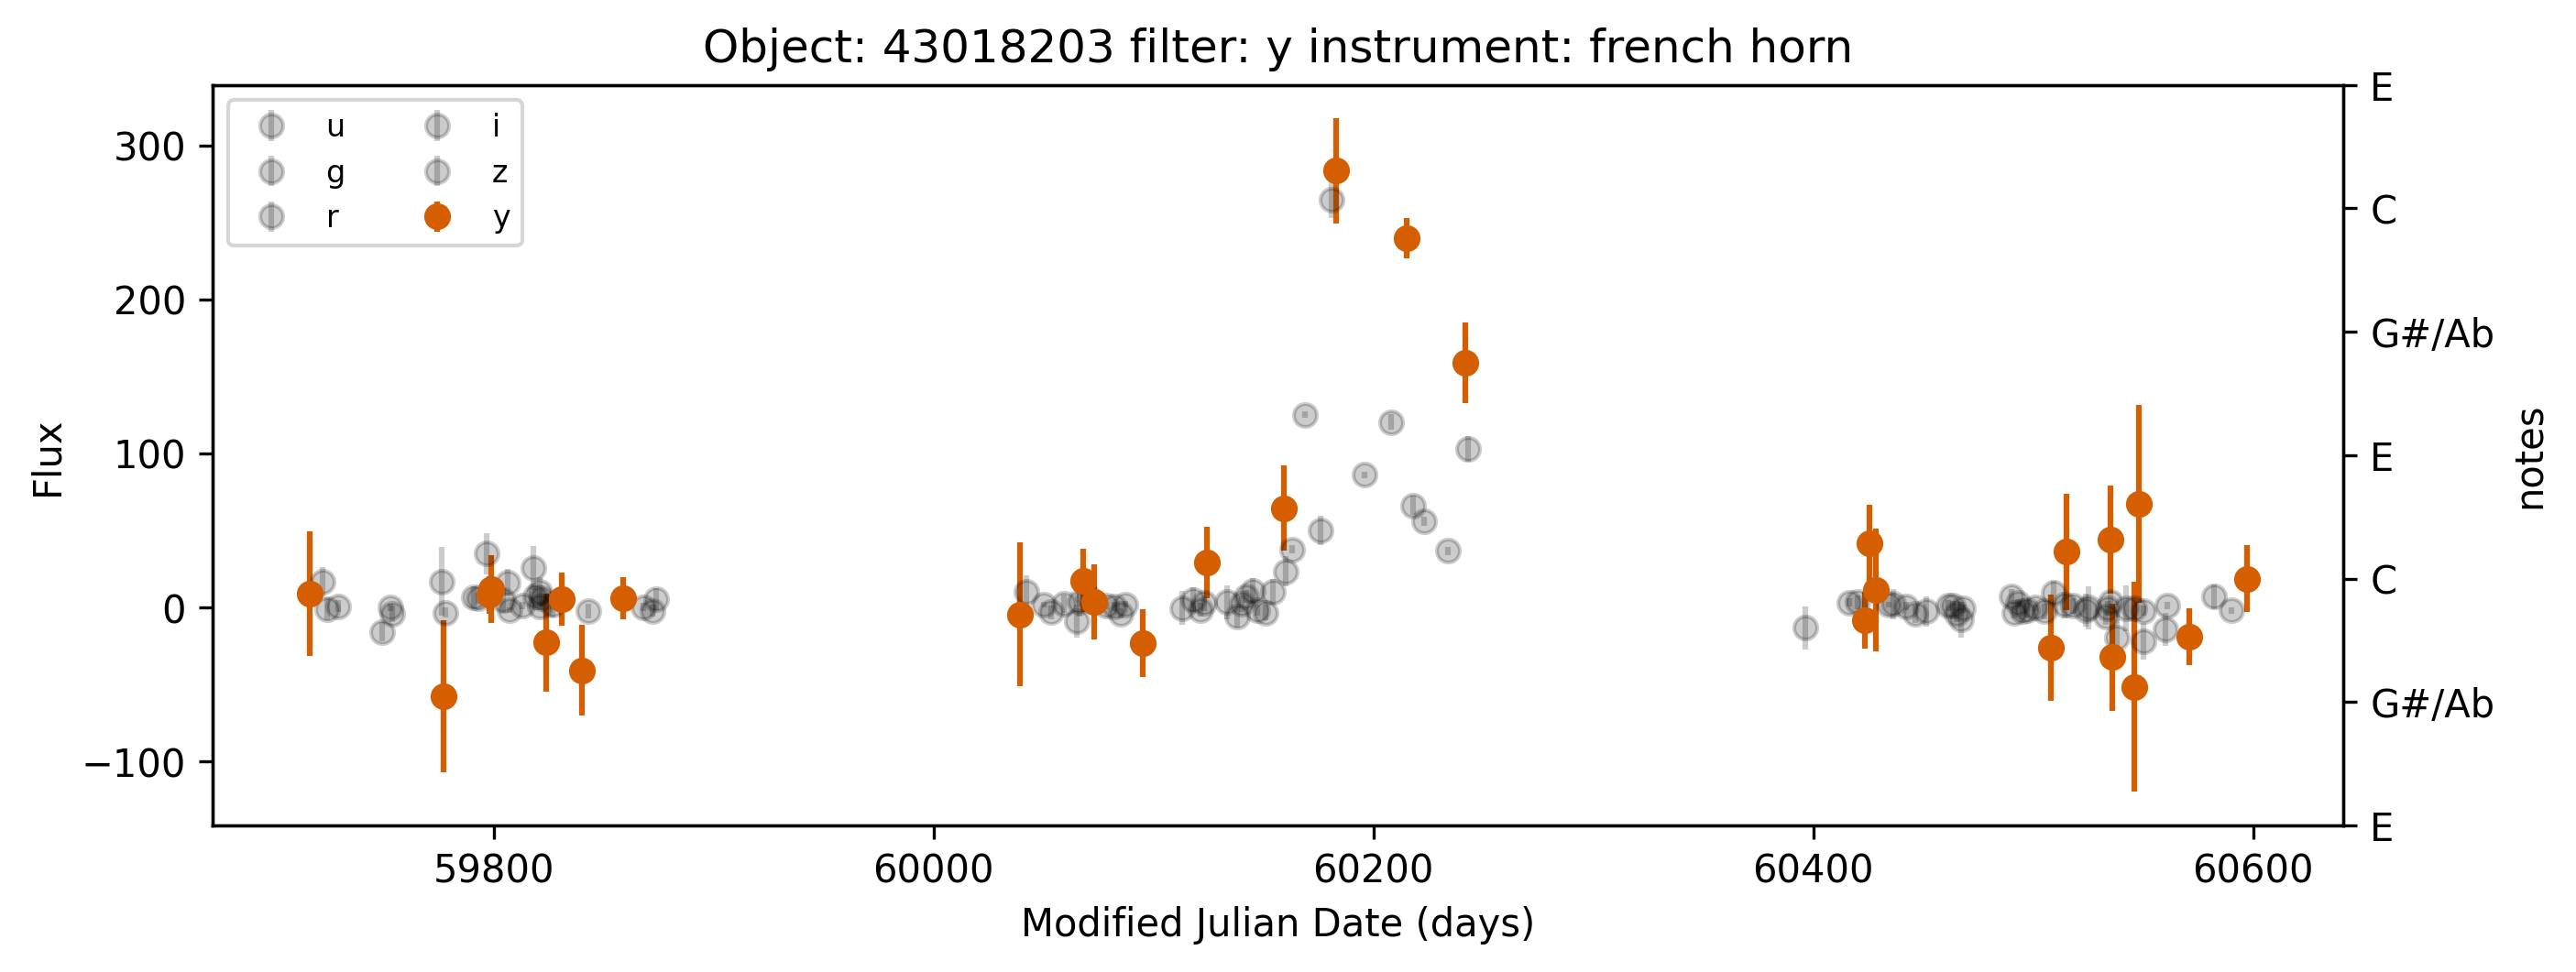 Object: 43018203 filter: y instrument: french horn
u
g
r
i
z
y
Flux
300
200
100
0
−100
59800
60000
60200
60400
60600
Modified Julian Date (days)
E
C
G#/Ab
E
C
G#/Ab
E
notes